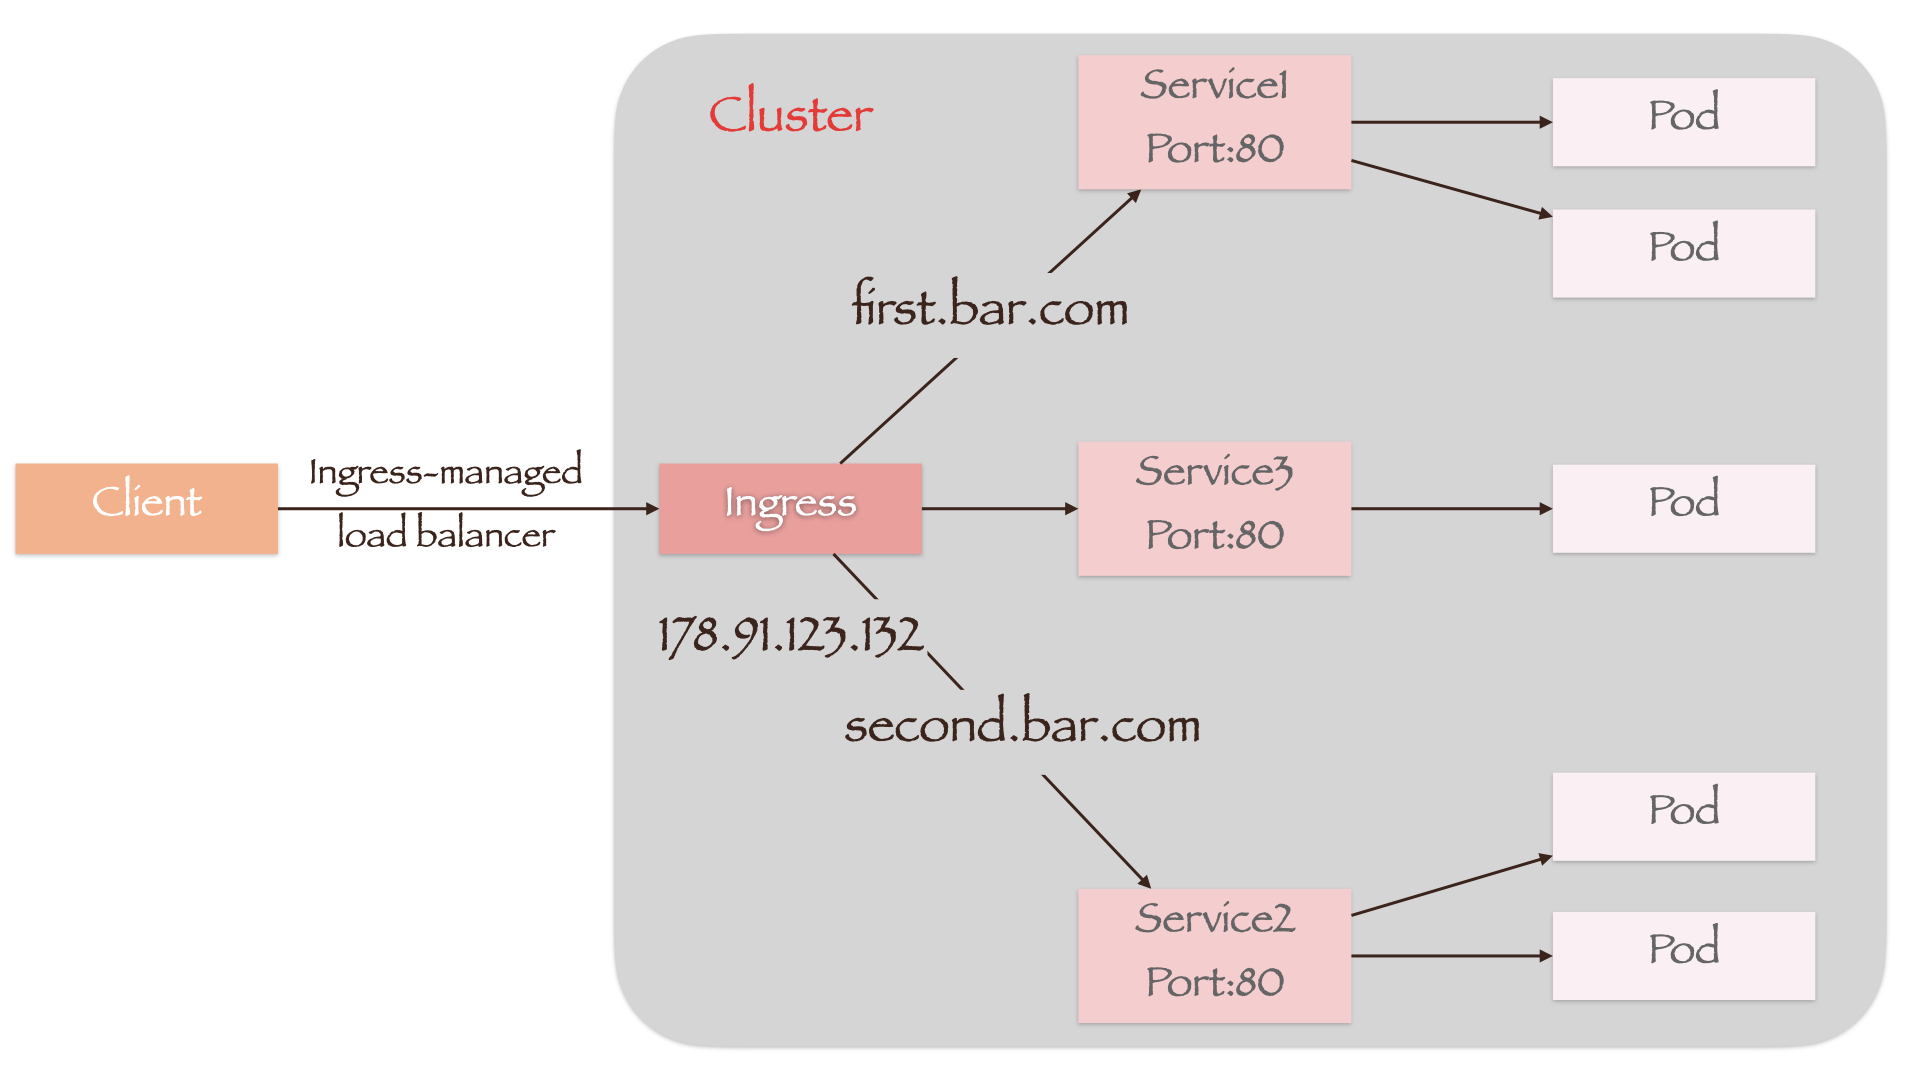 Cluster
Service1
Port:80
Pod
Pod
first.bar.com
Client
Ingress-managed
load balancer
Ingress
Service3
Port:80
Pod
178.91.123.132
second.bar.com
Pod
Service2
Port:80
Pod